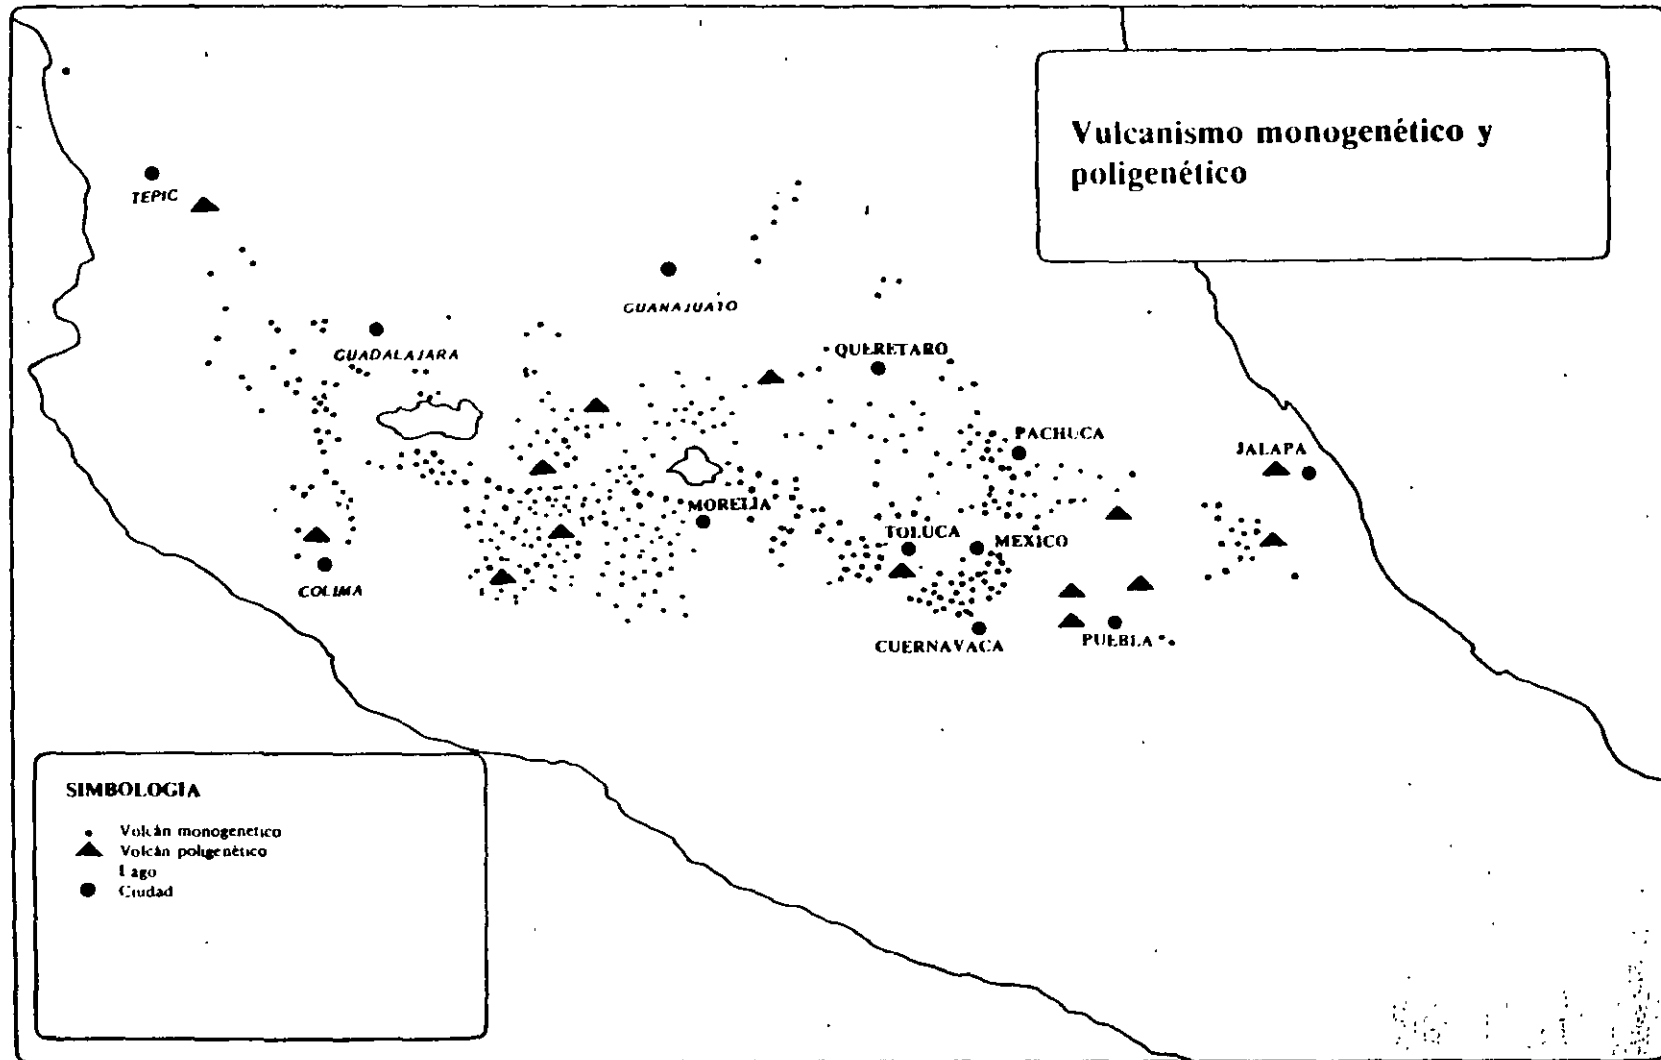 Vulcanismo monogenético y
poligenético
TEPIC
GUANAJUATO
GUADALAJARA
QUERETARO
PACHUCA
JALAPA
MORELIA
TOLUCA
MEXICO
COLIMA
CUERNAVACA
PUEBLA
SIMBOLOGÍA
Volcán monogenetico
Volcán poligenético
Lago
Ciudad